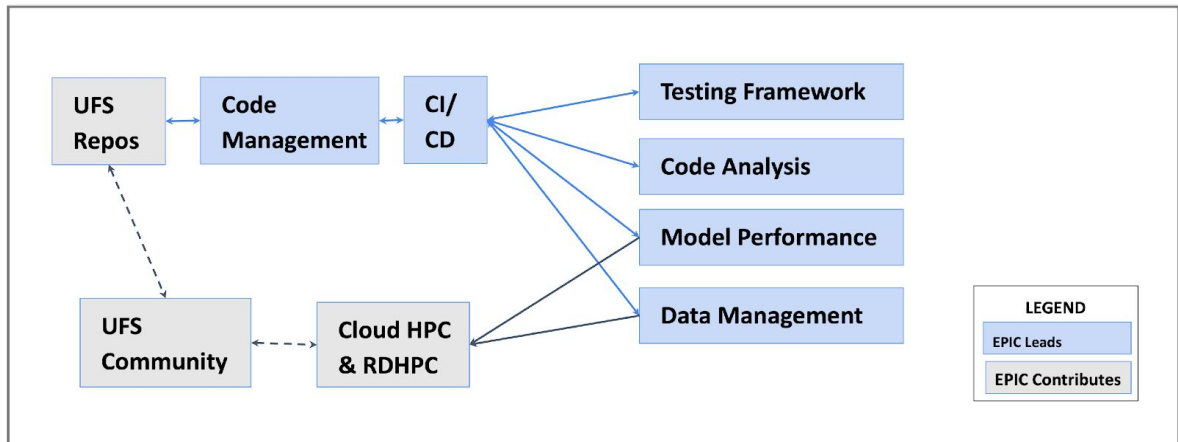 UFS
Repos
Code
Management
CI/
CD
Testing Framework
Code Analysis
Model Performance
Data Management
UFS
Community
Cloud HPC
& RDHPC
LEGEND
EPIC Leads
EPIC Contributes